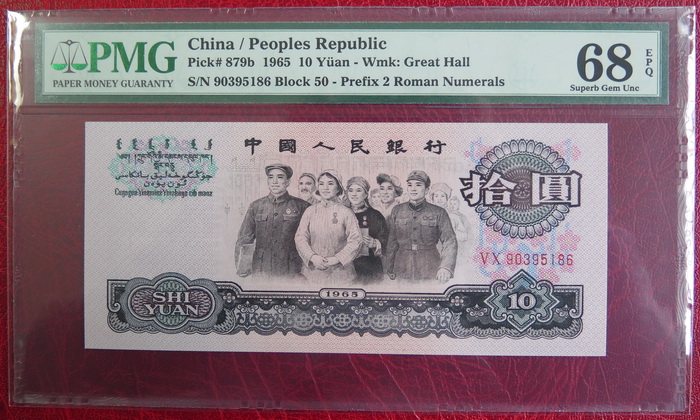 PMG
PAPER MONEY GUARANTY
China / Peoples Republic
Pick# 879b 1965 10 Yüan - Wmk: Great Hall
S/N 90395186 Block 50 - Prefix 2 Roman Numerals
68 EPQ
Superb Gem Unc
中國人民銀行
拾圓
VX 90395186
1965
SHI
YUAN
10